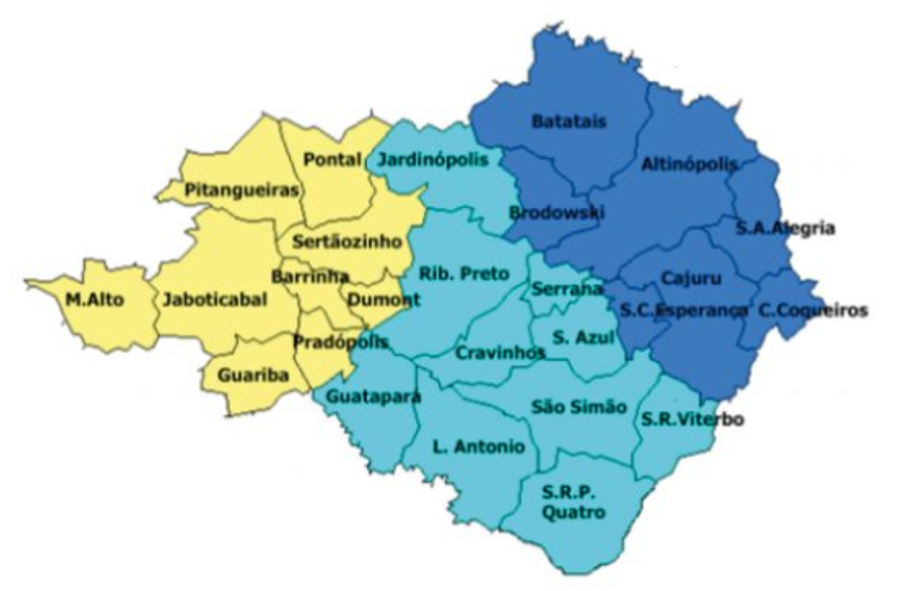 Batatais
Pontal
Jardinópolis
Altinópolis
Pitangueiras
Brodowski
S.A.Alegria
Sertãozinho
Barrinha
Rib. Preto
Cajuru
Serrana
M.Alto
Jaboticabal
Dumont
S.C.Esperança
C.Coqueiros
Pradópolis
Cravinhos
S. Azul
Guariba
Guatapará
São Simão
S.R.Viterbo
L. Antonio
S.R.P.
Quatro